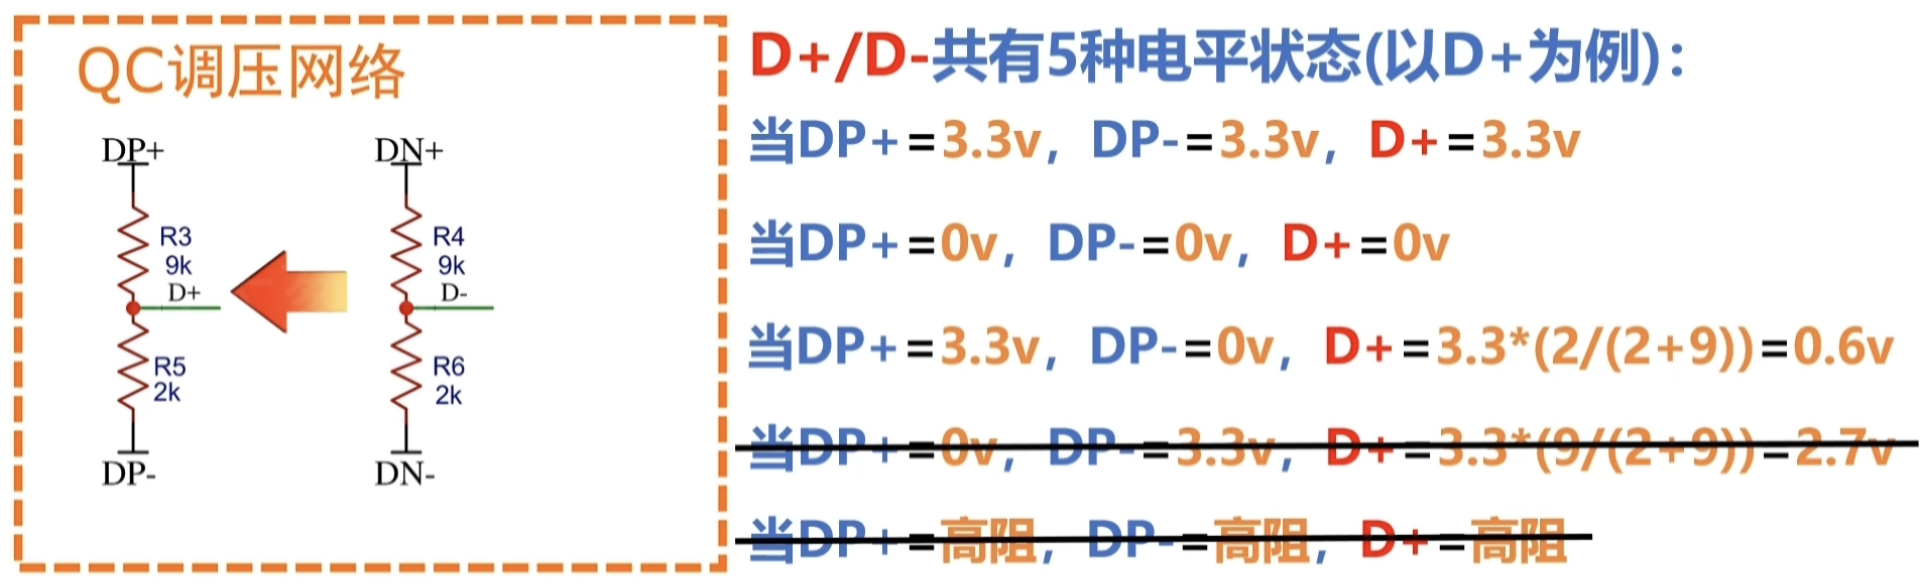 QC调压网络
DP+
R3
9k
D+
R5
2k
DP-
DN+
R4
9k
D-
R6
2k
DN-
D+/D-共有5种电平状态(以D+为例)：
当DP+=3.3v，DP-=3.3v，D+=3.3v
当DP+=0v，DP-=0v，D+=0v
当DP+=3.3v，DP-=0v，D+=3.3*(2/(2+9))=0.6v
当DP+=0v，DP-=3.3v，D+=3.3*(9/(2+9))=2.7v
当DP+=高阻，DP-=高阻，D+=高阻